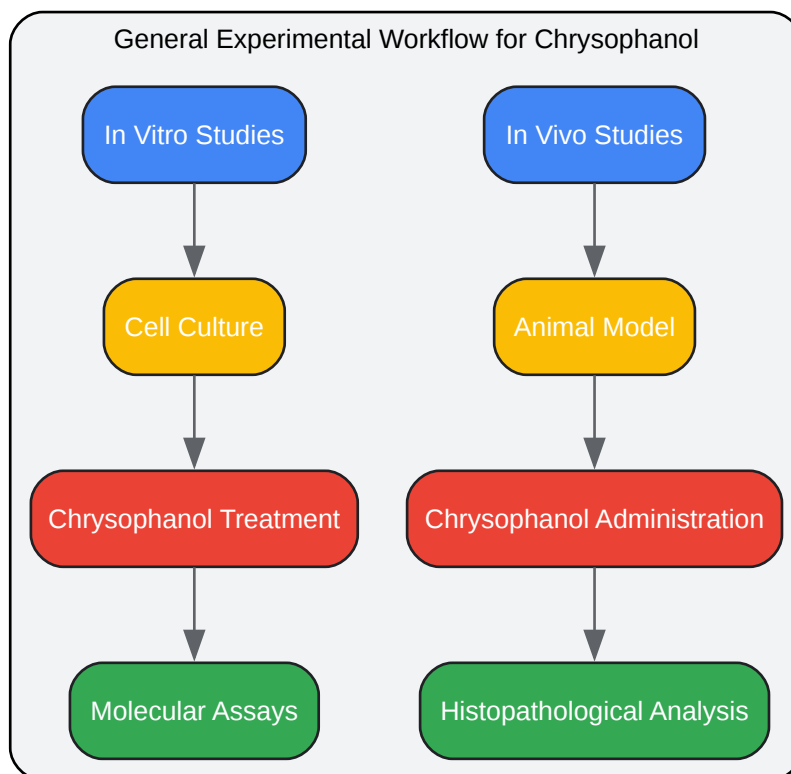 General Experimental Workflow for Chrysophanol
In Vitro Studies
In Vivo Studies
Cell Culture
Animal Model
Chrysophanol Treatment
Chrysophanol Administration
Molecular Assays
Histopathological Analysis